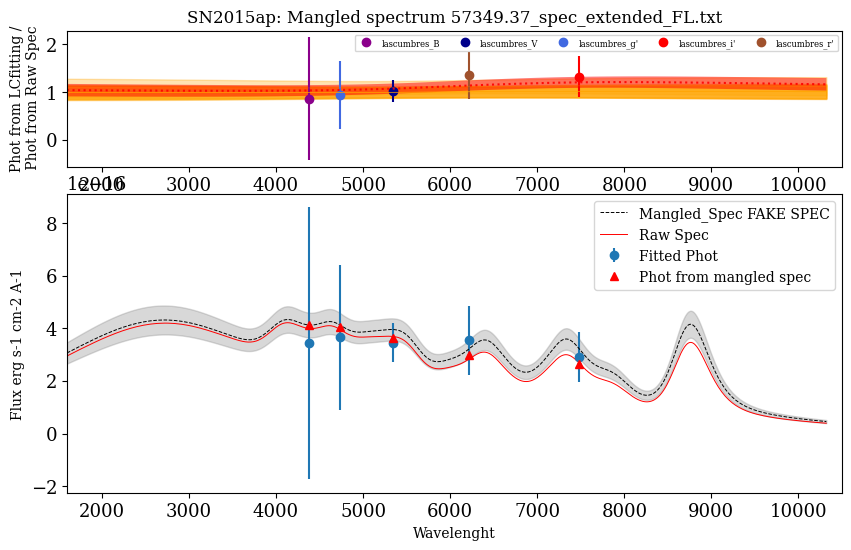 SN2015ap: Mangled spectrum 57349.37_spec_extended_FL.txt
Phot from LCfitting /
Phot from Raw Spec
2
1
0
lascumbres_B
lascumbres_V
lascumbres_g'
lascumbres_i'
lascumbres_r'
2000 3000 4000 5000 6000 7000 8000 9000 10000
1e−16
Flux erg s-1 cm-2 A-1
8
6
4
2
0
−2
Mangled_Spec FAKE SPEC
Raw Spec
Fitted Phot
Phot from mangled spec
2000 3000 4000 5000 6000 7000 8000 9000 10000
Wavelenght